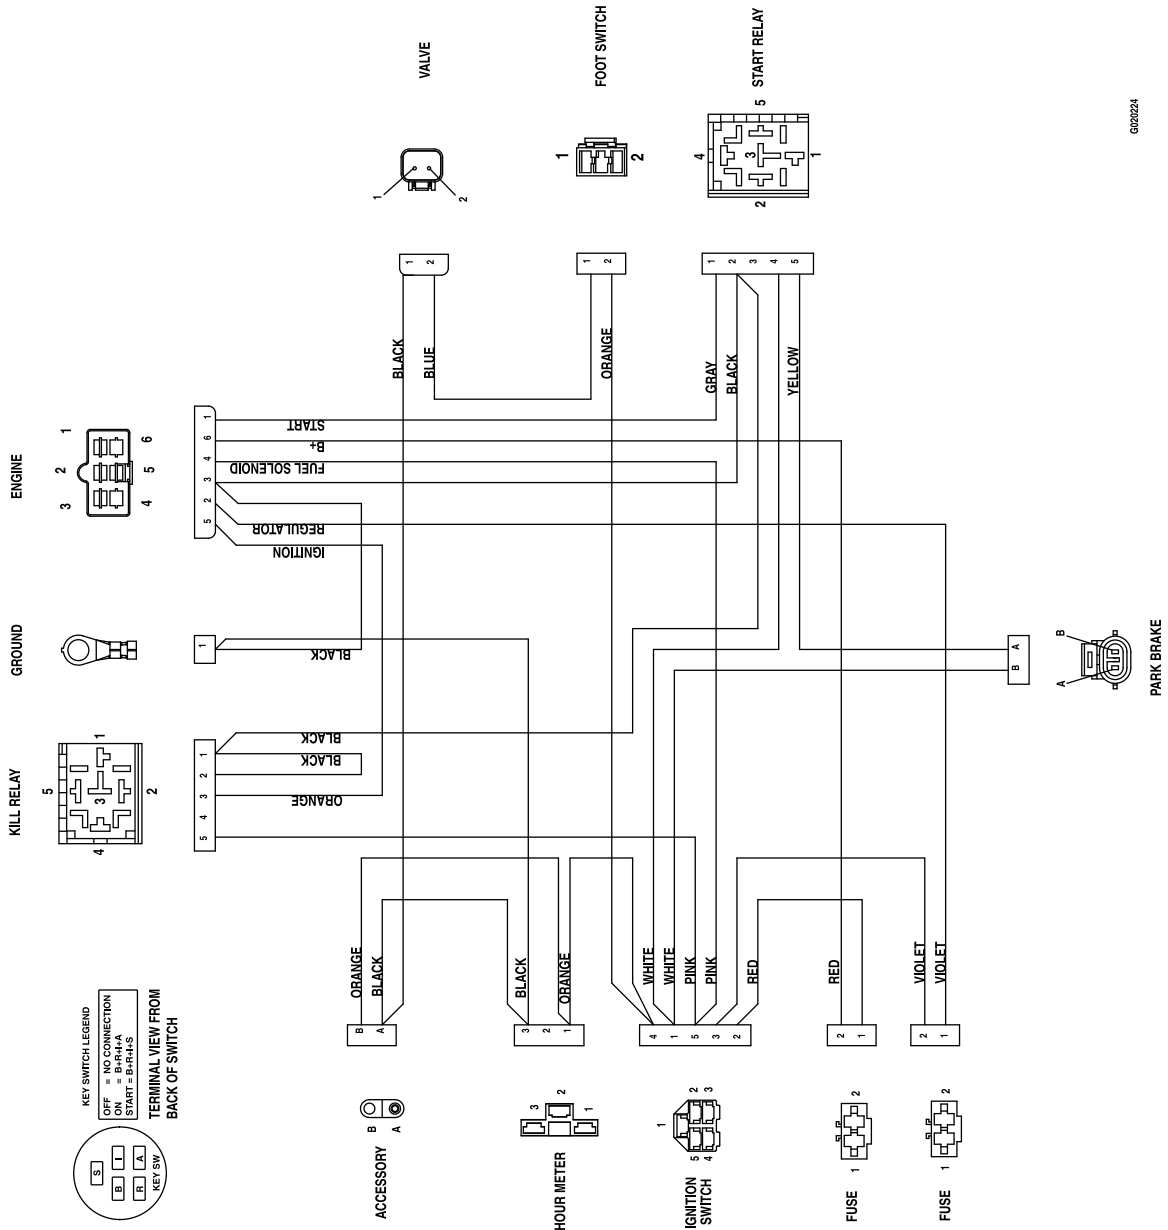 VALVE
FOOT SWITCH
START RELAY
1
2
1
2
4
3
5
2
1
G020224
1
2
1
2
1
2
3
4
5
BLACK
BLUE
ORANGE
GRAY
BLACK
YELLOW
ENGINE
1
2
3
6
5
4
1
6
4
3
2
5
START
B+
FUEL SOLENOID
REGULATOR
IGNITION
GROUND
1
BLACK
KILL RELAY
5
1
3
4
2
1
2
3
4
5
BLACK
BLACK
ORANGE
A
B
B
A
PARK BRAKE
KEY SWITCH LEGEND
OFF = NO CONNECTION
ON = B+R+I+A
START = B+R+I+S
TERMINAL VIEW FROM
BACK OF SWITCH
S
B
I
R
A
KEY SW
ORANGE
BLACK
BLACK
ORANGE
WHITE
WHITE
PINK
PINK
RED
RED
VIOLET
VIOLET
B
A
3
2
1
4
1
5
3
2
2
1
2
1
B
A
ACCESSORY
3
2
1
HOUR METER
1
2
3
5
4
IGNITION
SWITCH
2
1
FUSE
2
1
FUSE